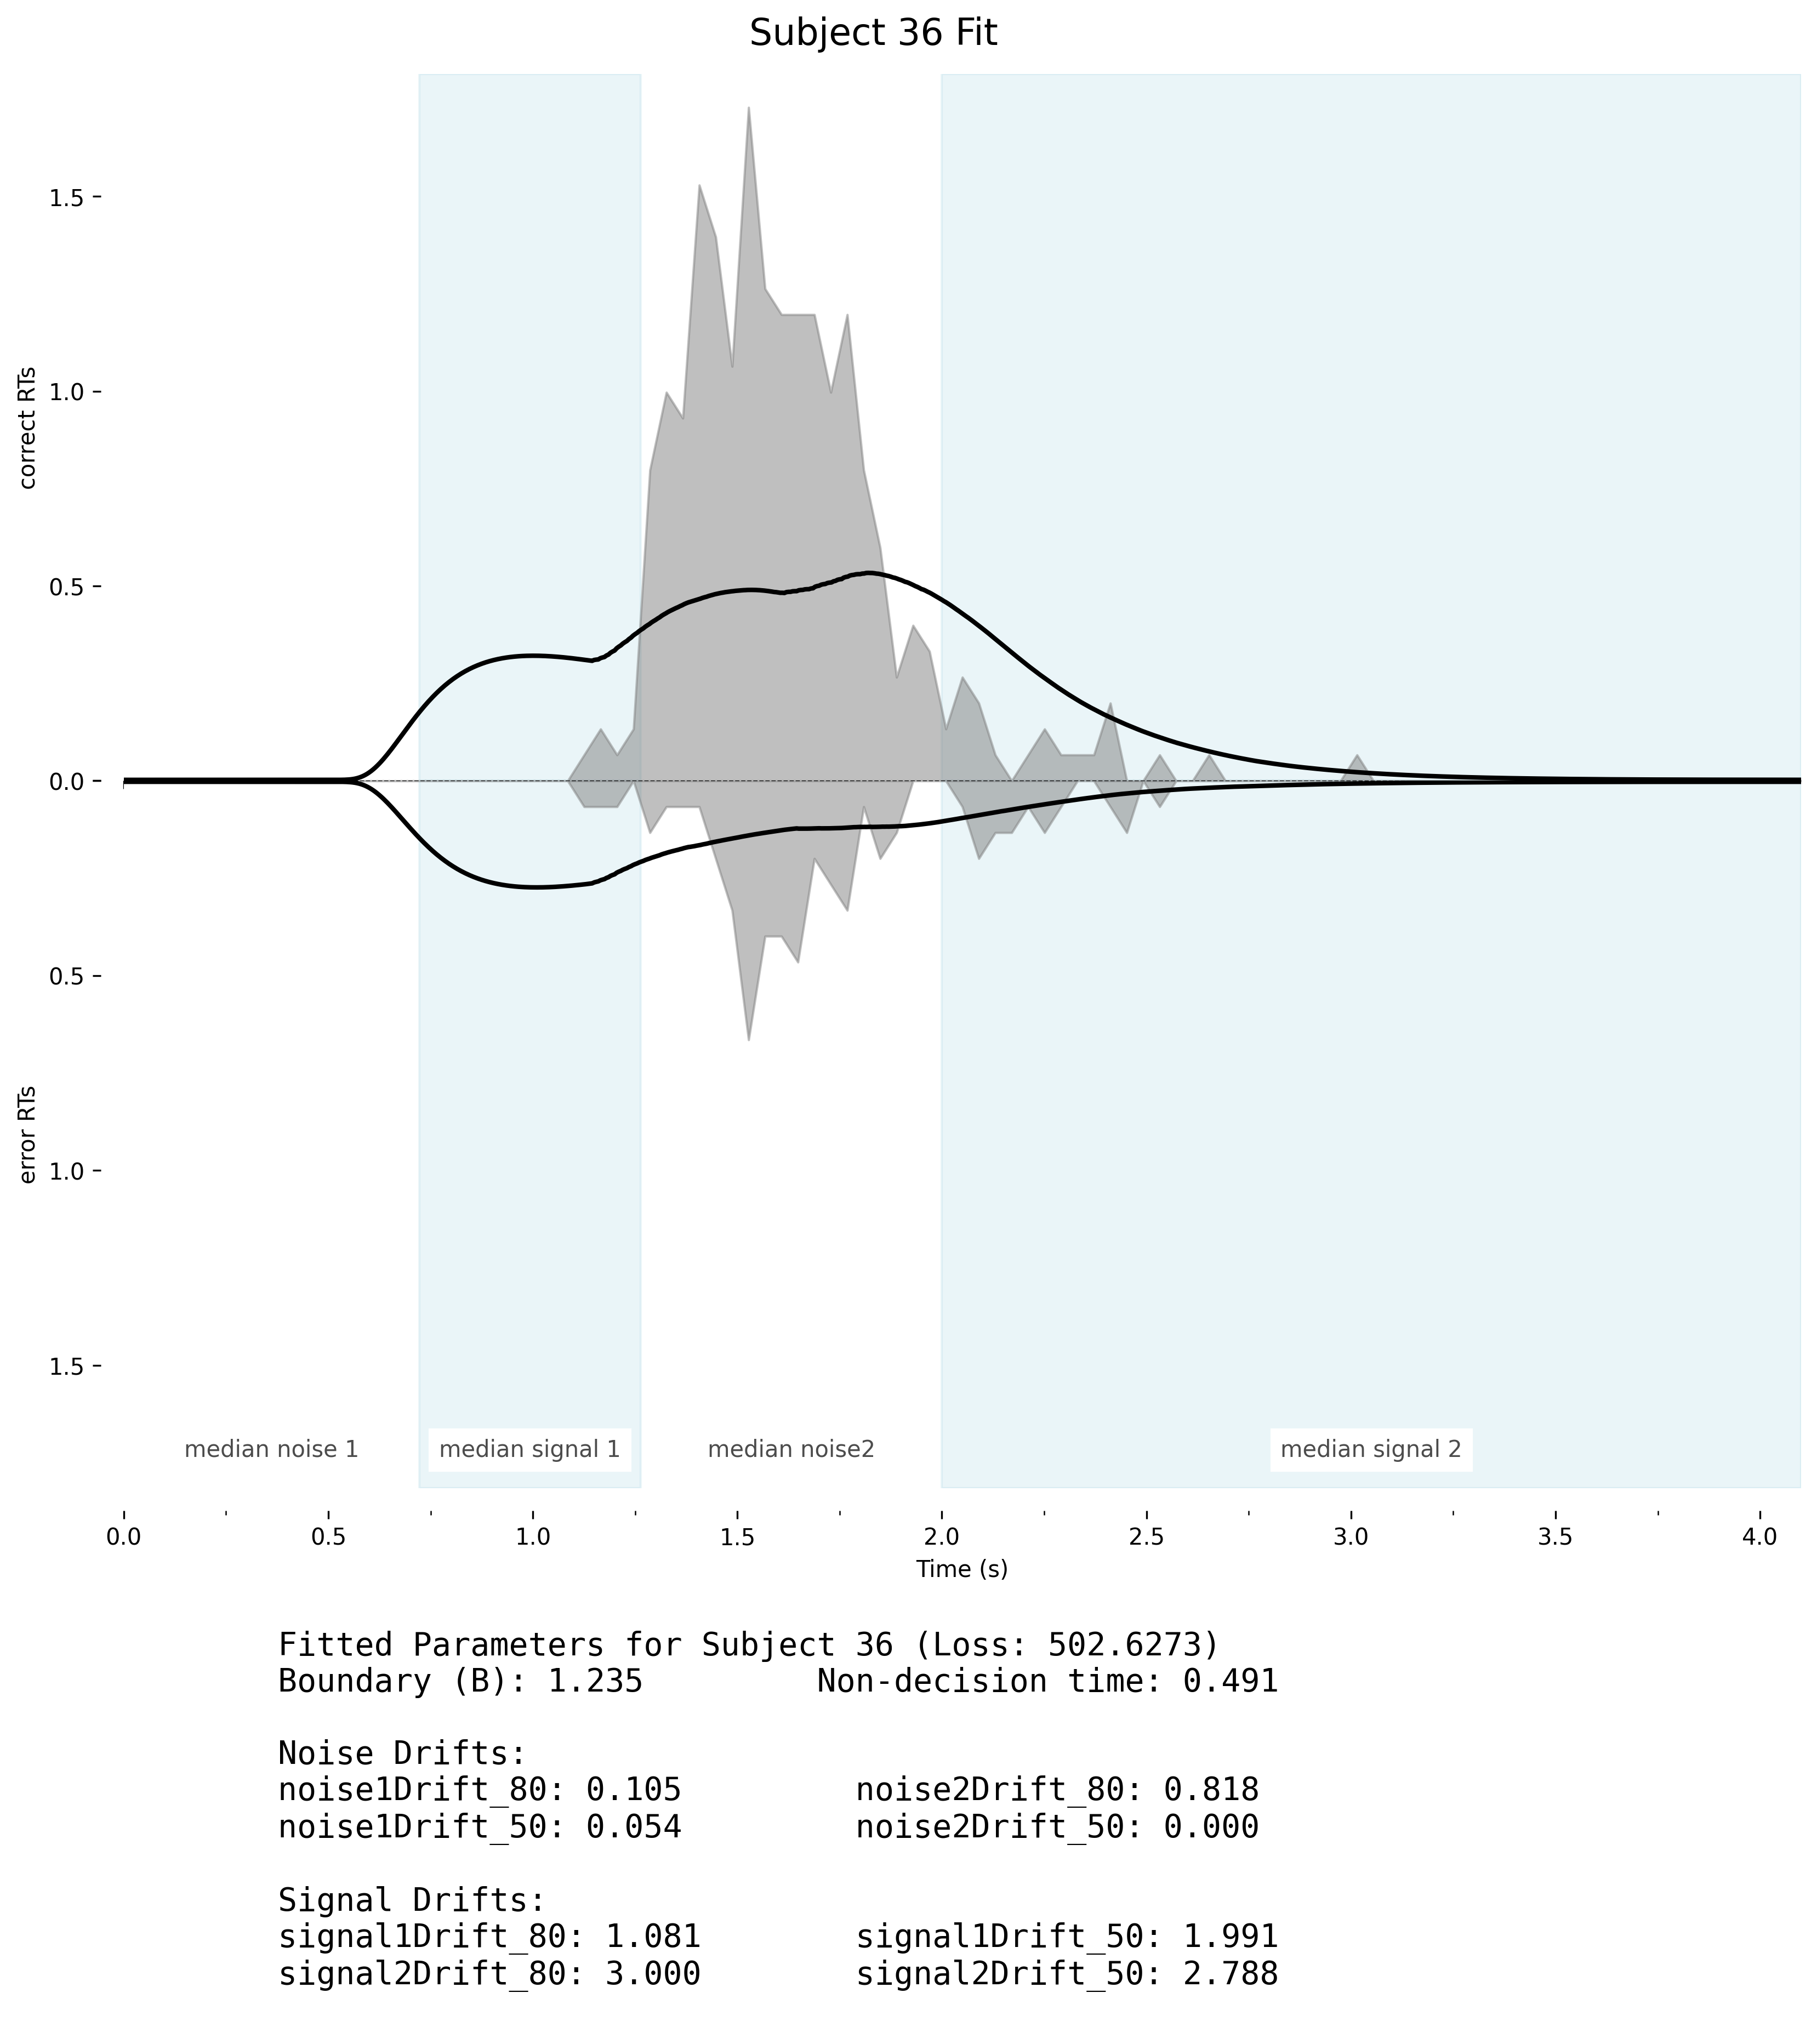 Subject 36 Fit
correct RTs
error RTs
1.5
1.0
0.5
0.0
0.5
1.0
1.5
median noise 1
median signal 1
median noise2
median signal 2
0.0 0.5 1.0 1.5 2.0 2.5 3.0 3.5 4.0
Time (s)
Fitted Parameters for Subject 36 (Loss: 502.6273)
Boundary (B): 1.235 Non-decision time: 0.491
Noise Drifts:
noise1Drift_80: 0.105 noise2Drift_80: 0.818
noise1Drift_50: 0.054 noise2Drift_50: 0.000
Signal Drifts:
signal1Drift_80: 1.081 signal1Drift_50: 1.991
signal2Drift_80: 3.000 signal2Drift_50: 2.788